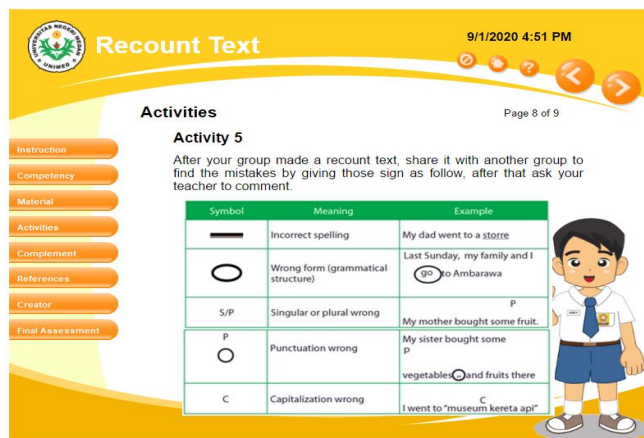 UNIVERSITAS NEGERI MEDAN
UNIMED
Recount Text
9/1/2020 4:51 PM
Activities
Page 8 of 9
Activity 5
After your group made a recount text, share it with another group to
find the mistakes by giving those sign as follow, after that ask your
teacher to comment.
Instruction
Competency
Material
Activities
Complement
References
Creator
Final Assessment
Symbol Meaning Example
Incorrect spelling My dad went to a storre
Wrong form (grammatical
structure)
Last Sunday, my family and I
go to Ambarawa
S/P Singular or plural wrong
P
My mother bought some fruit.
P
Punctuation wrong
My sister bought some
p
vegetables and fruits there
C Capitalization wrong
C
I went to "museum kereta api"